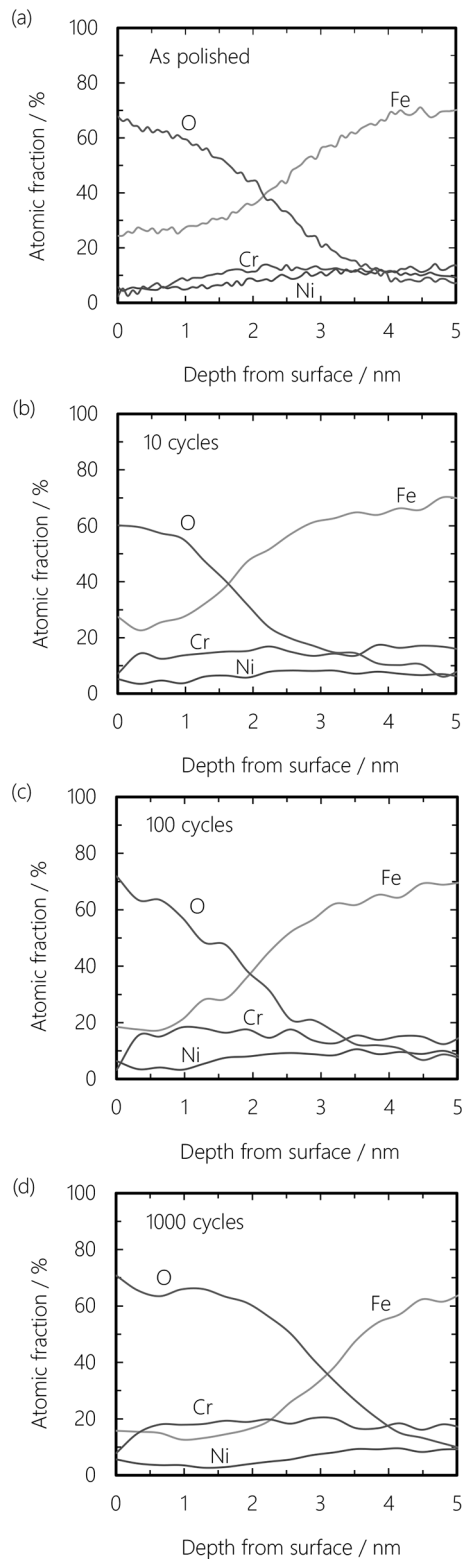 (a)
100
80
60
40
20
0
Atomic fraction / %
As polished
O
Fe
Cr
Ni
0 1 2 3 4 5
Depth from surface / nm
(b)
100
80
60
40
20
0
Atomic fraction / %
10 cycles
O
Fe
Cr
Ni
0 1 2 3 4 5
Depth from surface / nm
(c)
100
80
60
40
20
0
Atomic fraction / %
100 cycles
O
Fe
Cr
Ni
0 1 2 3 4 5
Depth from surface / nm
(d)
100
80
60
40
20
0
Atomic fraction / %
1000 cycles
O
Fe
Cr
Ni
0 1 2 3 4 5
Depth from surface / nm